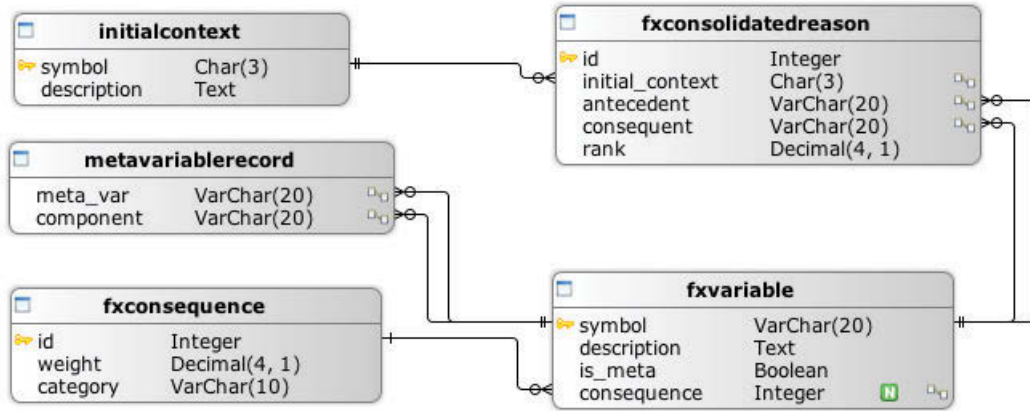 initialcontext
symbol Char(3)
description Text
fxconsolidatedreason
id Integer
initial_context Char(3)
antecedent VarChar(20)
consequent VarChar(20)
rank Decimal(4, 1)
metavariablerecord
meta_var VarChar(20)
component VarChar(20)
fxconsequence
id Integer
weight Decimal(4, 1)
category VarChar(10)
fxvariable
symbol VarChar(20)
description Text
is_meta Boolean
consequence Integer N